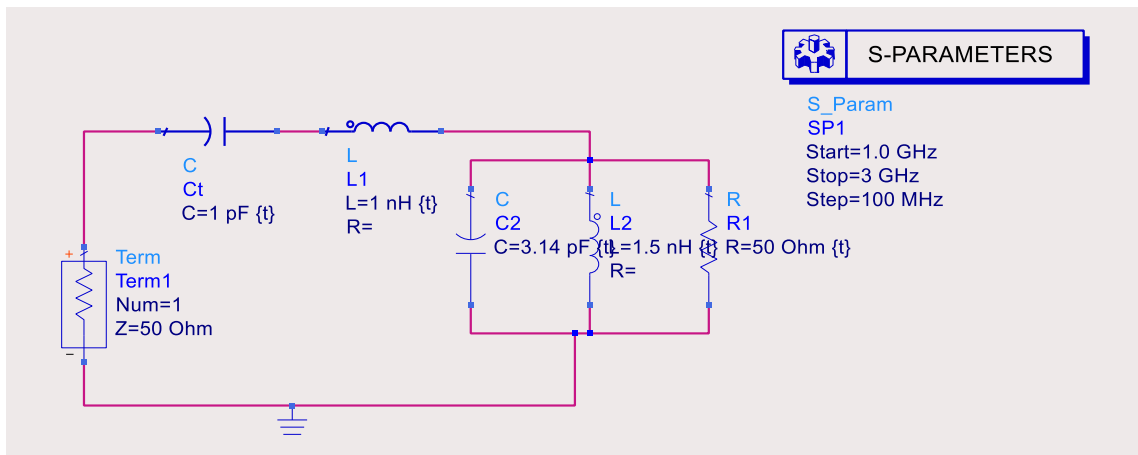 S-PARAMETERS
S_Param
SP1
Start=1.0 GHz
Stop=3 GHz
Step=100 MHz
C
Ct
C=1 pF {t}
L
L1
L=1 nH {t}
R=
C
C2
C=3.14 pF {t}
L
L2
L=1.5 nH {t}
R=
R
R1
R=50 Ohm {t}
+
Term
Term1
Num=1
Z=50 Ohm
−